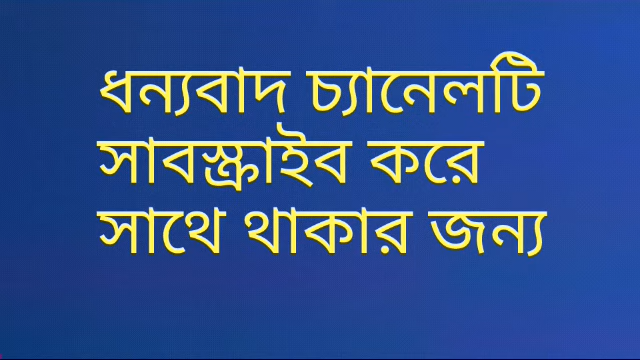 ধন্যবাদ চ্যানেলটি
সাবস্ক্রাইব করে
সাথে থাকার জন্য